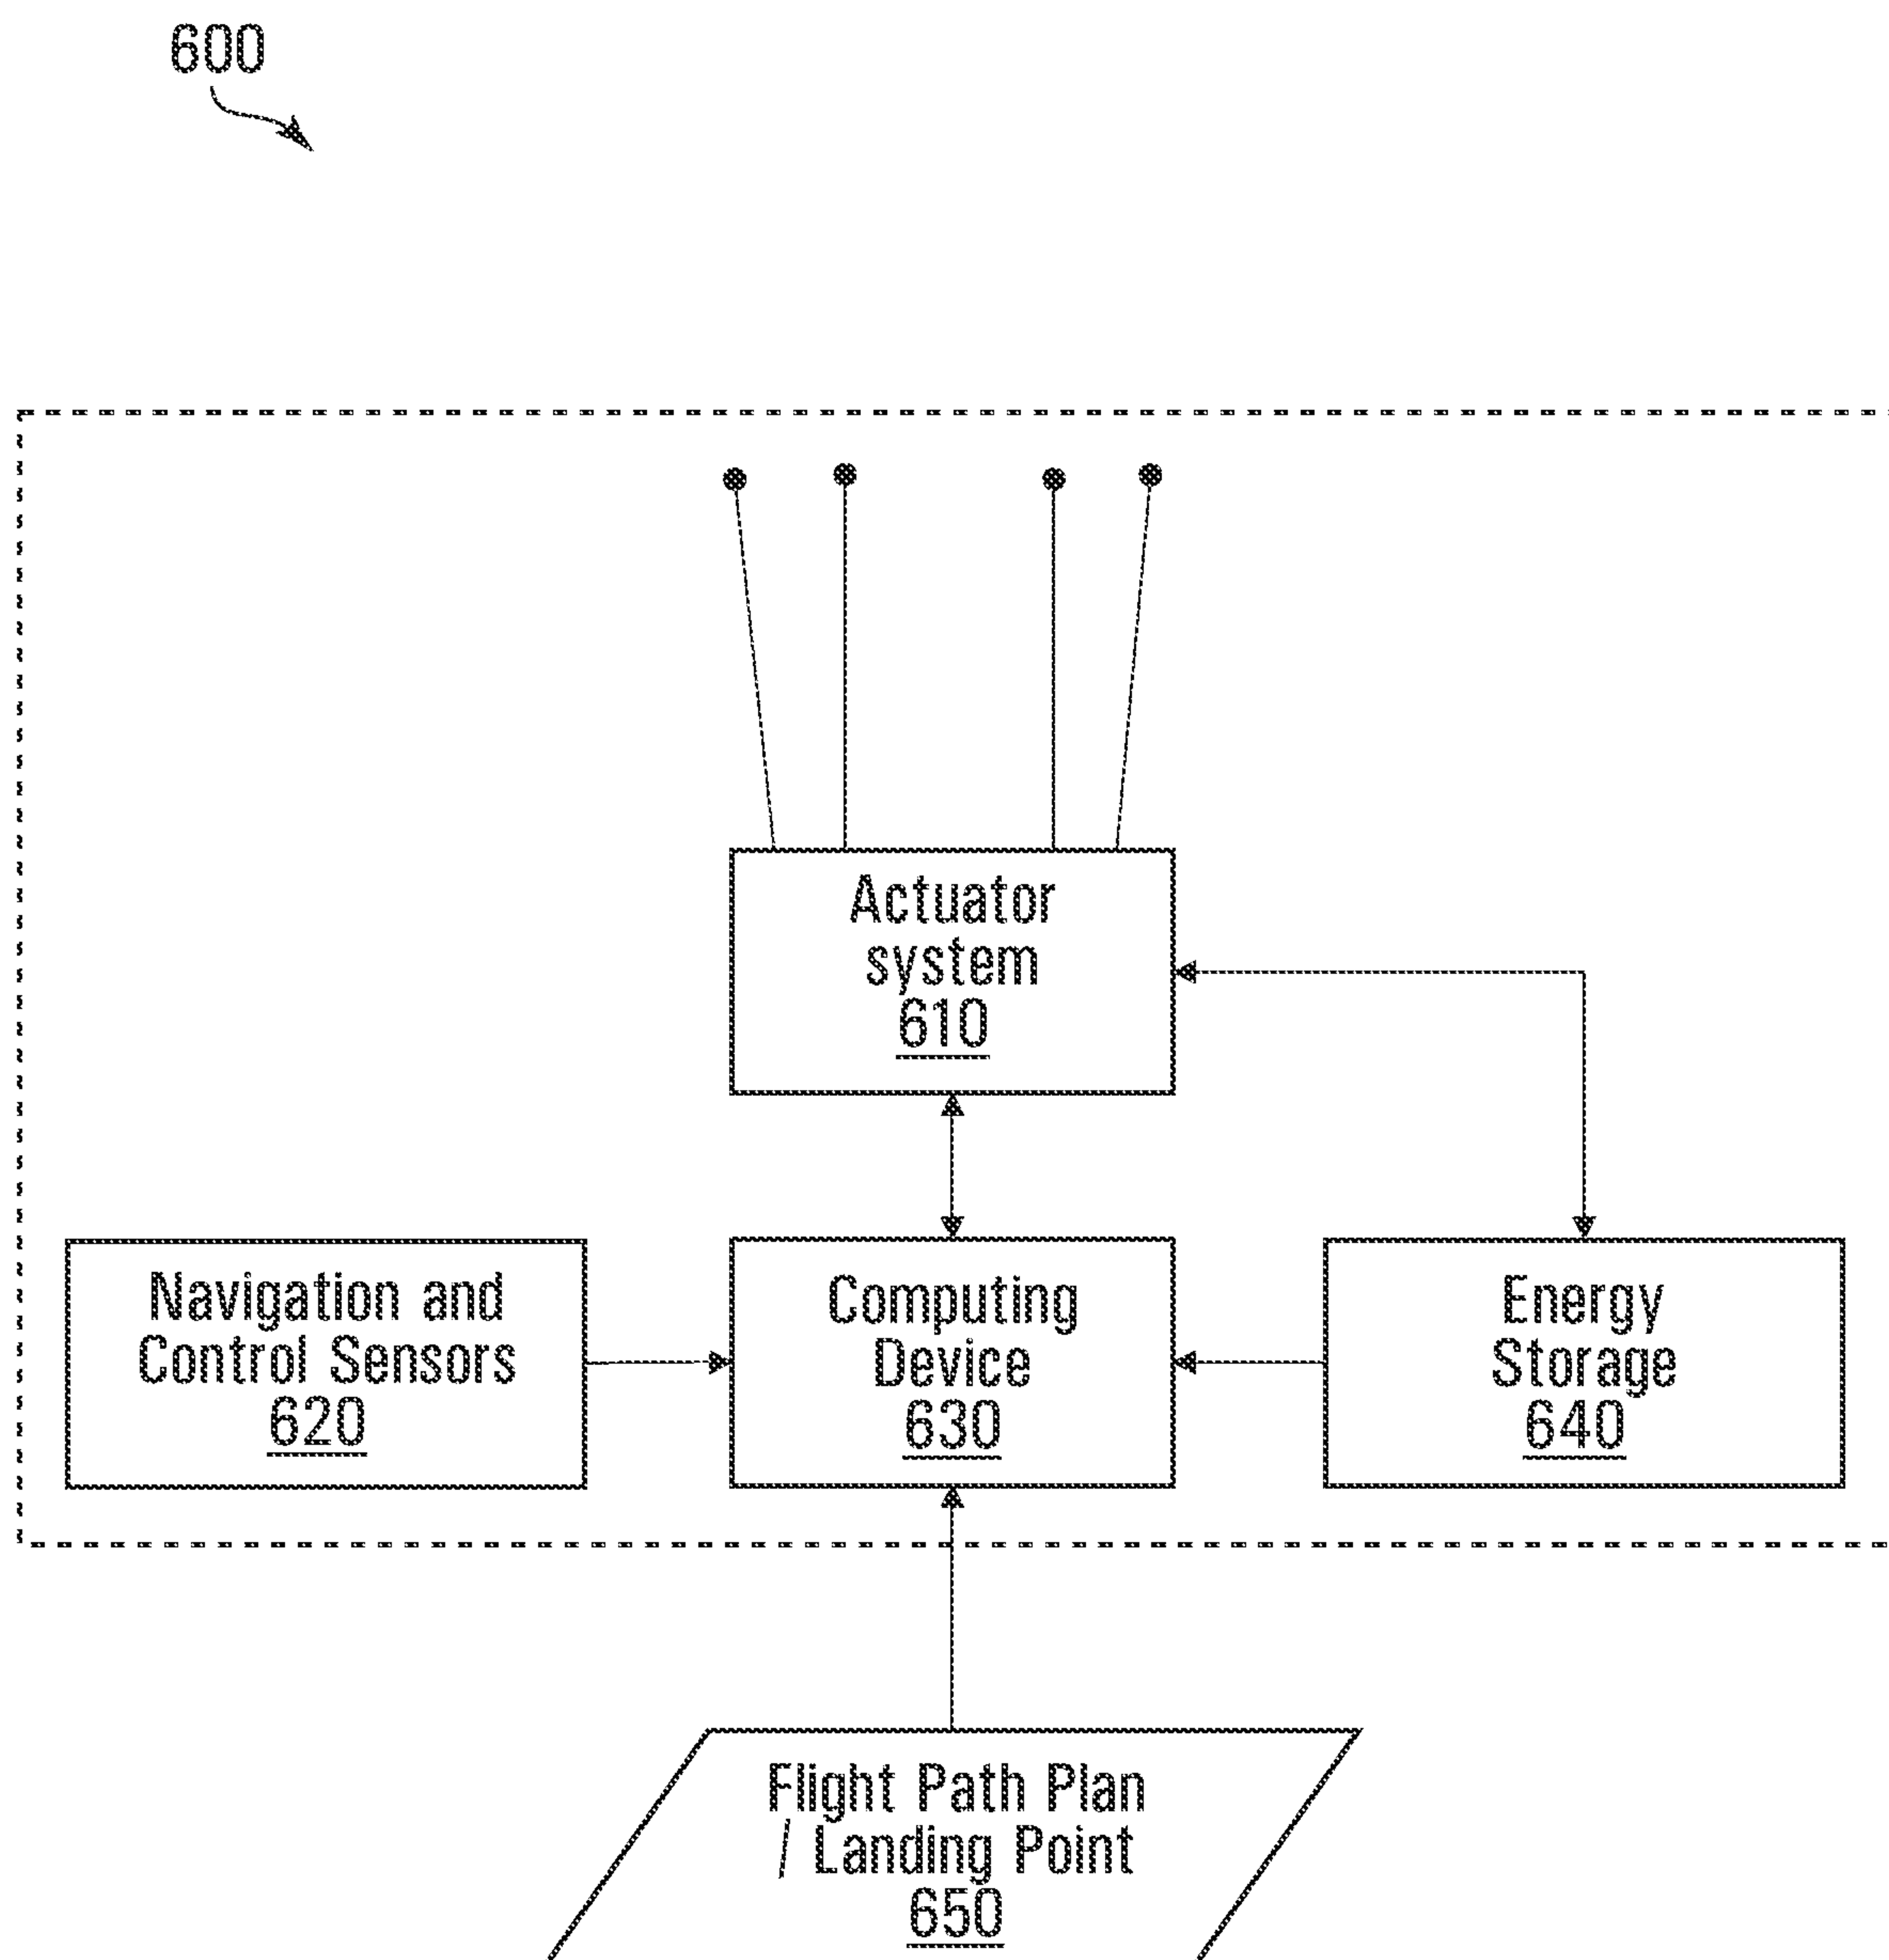 600
Actuator
system
610
Navigation and
Control Sensors
620
Computing
Device
630
Energy
Storage
640
Flight Path Plan
/ Landing Point
650